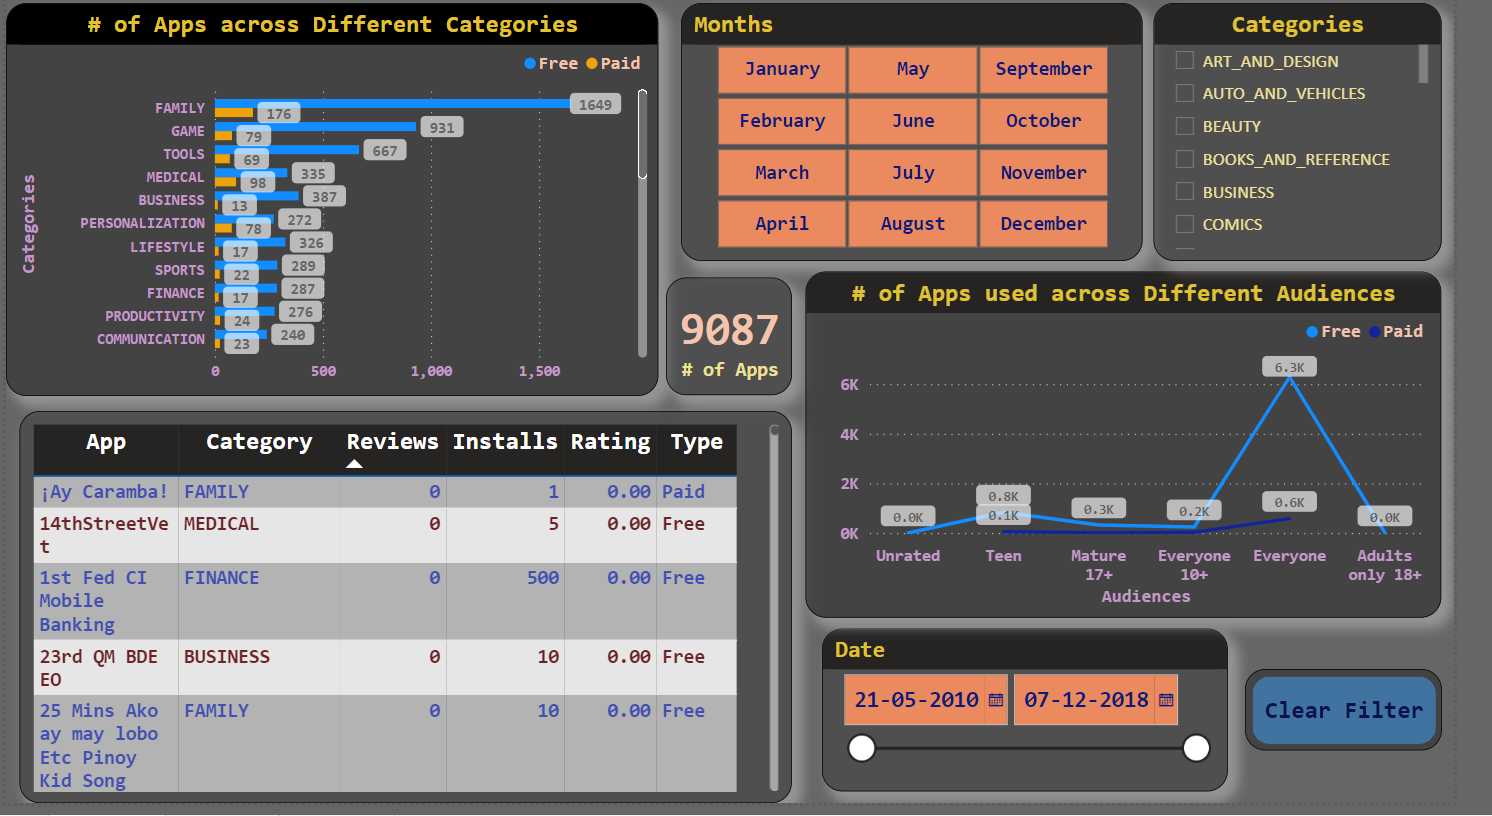 # of Apps across Different Categories
Free Paid
Categories
FAMILY 1649 176
GAME 931 79
TOOLS 667 69
MEDICAL 335 98
BUSINESS 387 13
PERSONALIZATION 272 78
LIFESTYLE 326 17
SPORTS 289 22
FINANCE 287 17
PRODUCTIVITY 276 24
COMMUNICATION 240 23
0 500 1,000 1,500
Months
January May September
February June October
March July November
April August December
Categories
ART_AND_DESIGN
AUTO_AND_VEHICLES
BEAUTY
BOOKS_AND_REFERENCE
BUSINESS
COMICS
9087
# of Apps
# of Apps used across Different Audiences
Free Paid
6K
4K
2K
0K
6.3K
0.8K
0.1K
0.0K
0.3K
0.2K
0.6K
0.0K
Unrated Teen Mature Everyone Everyone Adults
17+ 10+ only 18+
Audiences
App Category Reviews Installs Rating Type
¡Ay Caramba! FAMILY 0 1 0.00 Paid
14thStreetVe MEDICAL 0 5 0.00 Free
t
1st Fed CI FINANCE 0 500 0.00 Free
Mobile
Banking
23rd QM BDE BUSINESS 0 10 0.00 Free
EO
25 Mins Ako FAMILY 0 10 0.00 Free
ay may lobo
Etc Pinoy
Kid Song
Date
21-05-2010 07-12-2018
Clear Filter